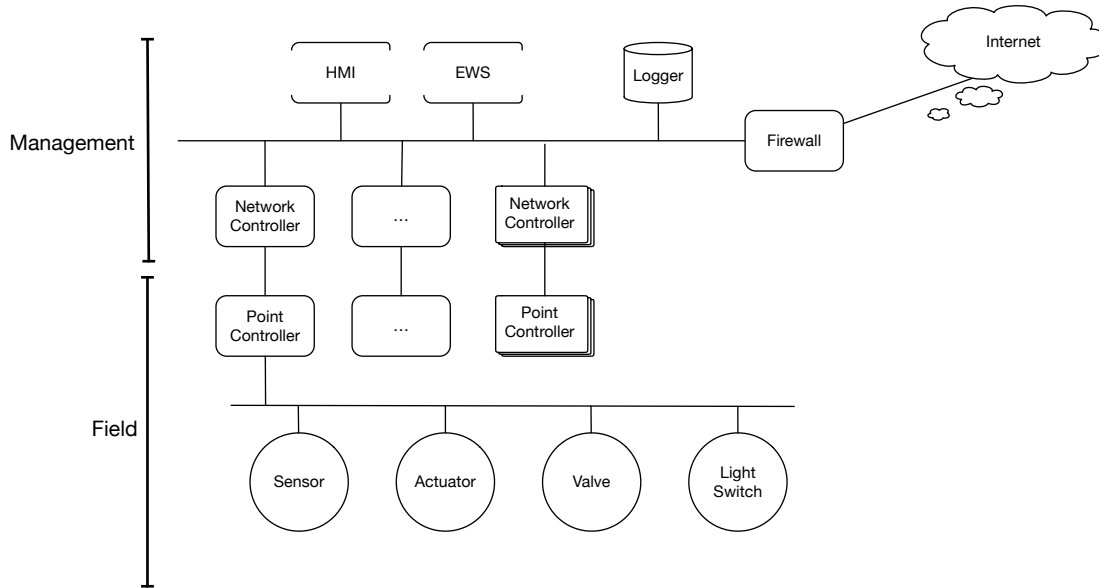 Internet
HMI
EWS
Logger
Management
Firewall
Network
Controller
...
Network
Controller
Point
Controller
...
Point
Controller
Field
Sensor
Actuator
Valve
Light
Switch